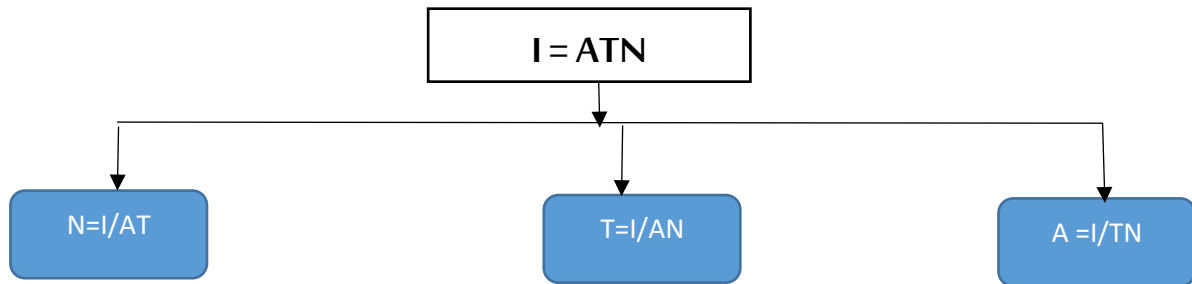 I = ATN
N=I/AT
T=I/AN
A =I/TN